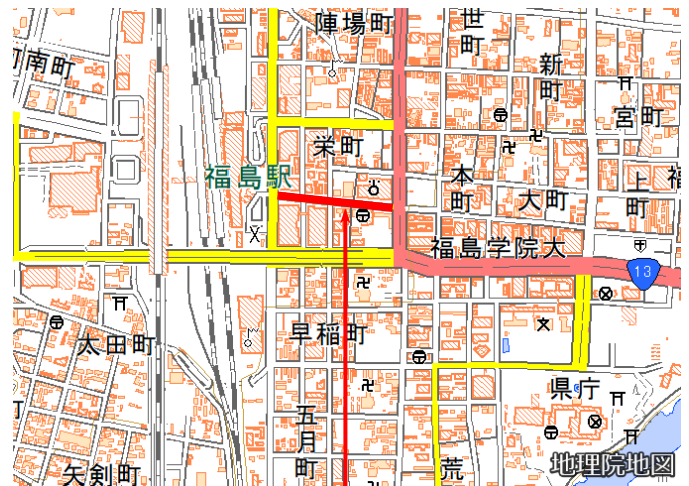 陣場町
世町
新町
南町
宮町
栄町
福島駅
本町
大町
上町
福島学院大
13
早稲町
太田町
県庁
五月町
矢剣町
荒
地理院地図